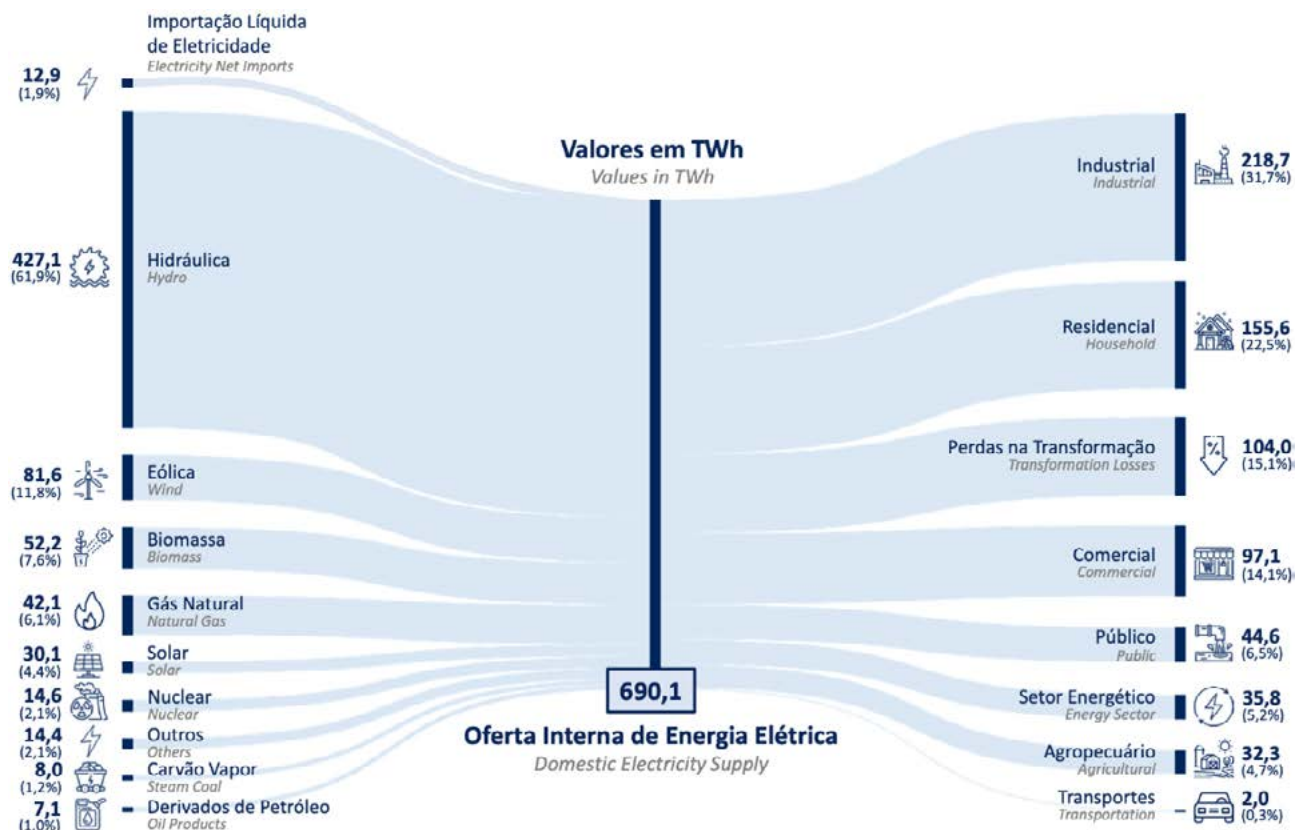 Importação Líquida
de Eletricidade
Electricity Net Imports
12,9
(1,9%)
427,1
(61,9%)
Hidráulica
Hydro
81,6
(11,8%)
Eólica
Wind
52,2
(7,6%)
Biomassa
Biomass
42,1
(6,1%)
Gás Natural
Natural Gas
30,1
(4,4%)
Solar
Solar
14,6
(2,1%)
Nuclear
Nuclear
14,4
(2,1%)
Outros
Others
8,0
(1,2%)
Carvão Vapor
Steam Coal
7,1
(1,0%)
Derivados de Petróleo
Oil Products
Valores em TWh
Values in TWh
690,1
Oferta Interna de Energia Elétrica
Domestic Electricity Supply
Industrial
Industrial
218,7
(31,7%)
Residencial
Household
155,6
(22,5%)
Perdas na Transformação
Transformation Losses
104,0
(15,1%)
Comercial
Commercial
97,1
(14,1%)
Público
Public
44,6
(6,5%)
Setor Energético
Energy Sector
35,8
(5,2%)
Agropecuário
Agricultural
32,3
(4,7%)
Transportes
Transportation
2,0
(0,3%)